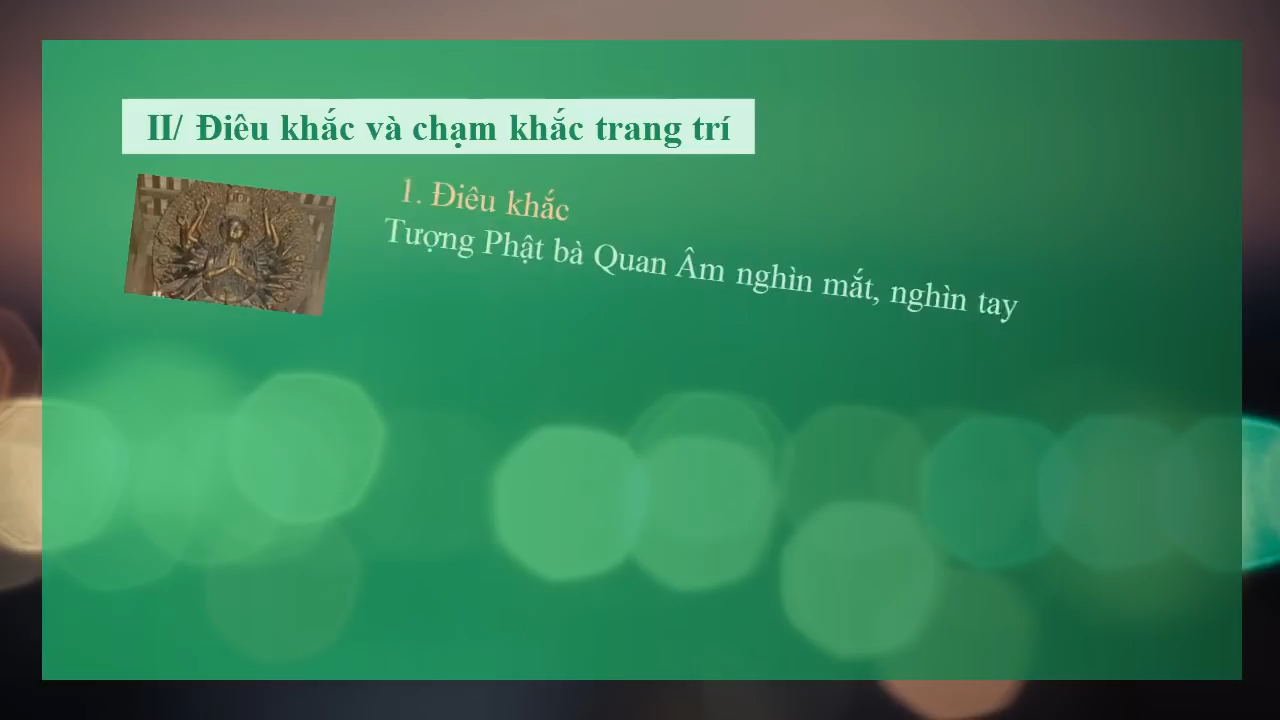 II/ Điêu khắc và chạm khắc trang trí
1. Điêu khắc
Tượng Phật bà Quan Âm nghìn mắt, nghìn tay